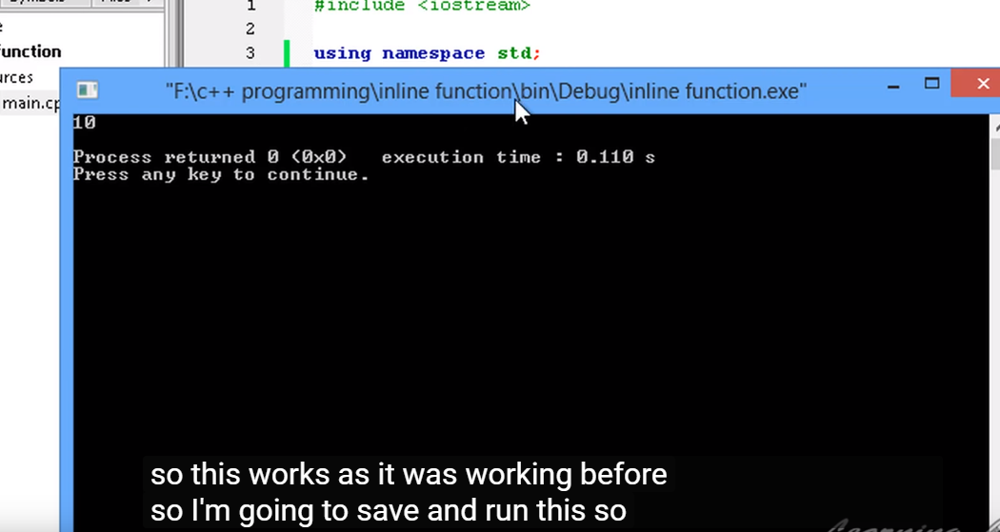 1 #include <iostream>
2
3 using namespace std;
urces
main.cp
"F:\c++ programming\inline function\bin\Debug\inline function.exe"
10
Process returned 0 (0x0) execution time : 0.110 s
Press any key to continue.
so this works as it was working before
so I'm going to save and run this so